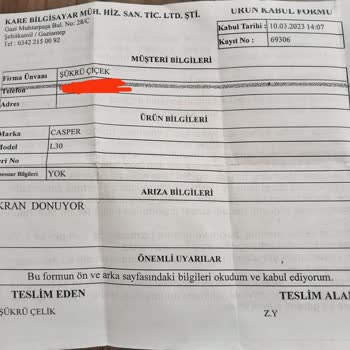 KARE BİLGİSAYAR MÜH. HİZ. SAN. TİC. LTD. ŞTİ.
Gazi Muhtarpaşa Bul. No: 28/C
Şehitkamil / Gaziantep
Tel : 0342 215 00 92
ÜRÜN KABUL FORMU
Kabul Tarihi : 10.03.2023 14:07
Kayıt No : 69306
MÜŞTERİ BİLGİLERİ
Firma Ünvanı ŞÜKRÜ ÇİÇEK
Telefon
Adres
ÜRÜN BİLGİLERİ
Marka CASPER
Model L30
eri No
Bilgileri YOK
ARIZA BİLGİLERİ
KRAN DONUYOR
ÖNEMLİ UYARILAR
Bu formun ön ve arka sayfasındaki bilgileri okudum ve kabul ediyorum.
TESLİM EDEN TESLİM ALA
ŞÜKRÜ ÇELİK Z.Y